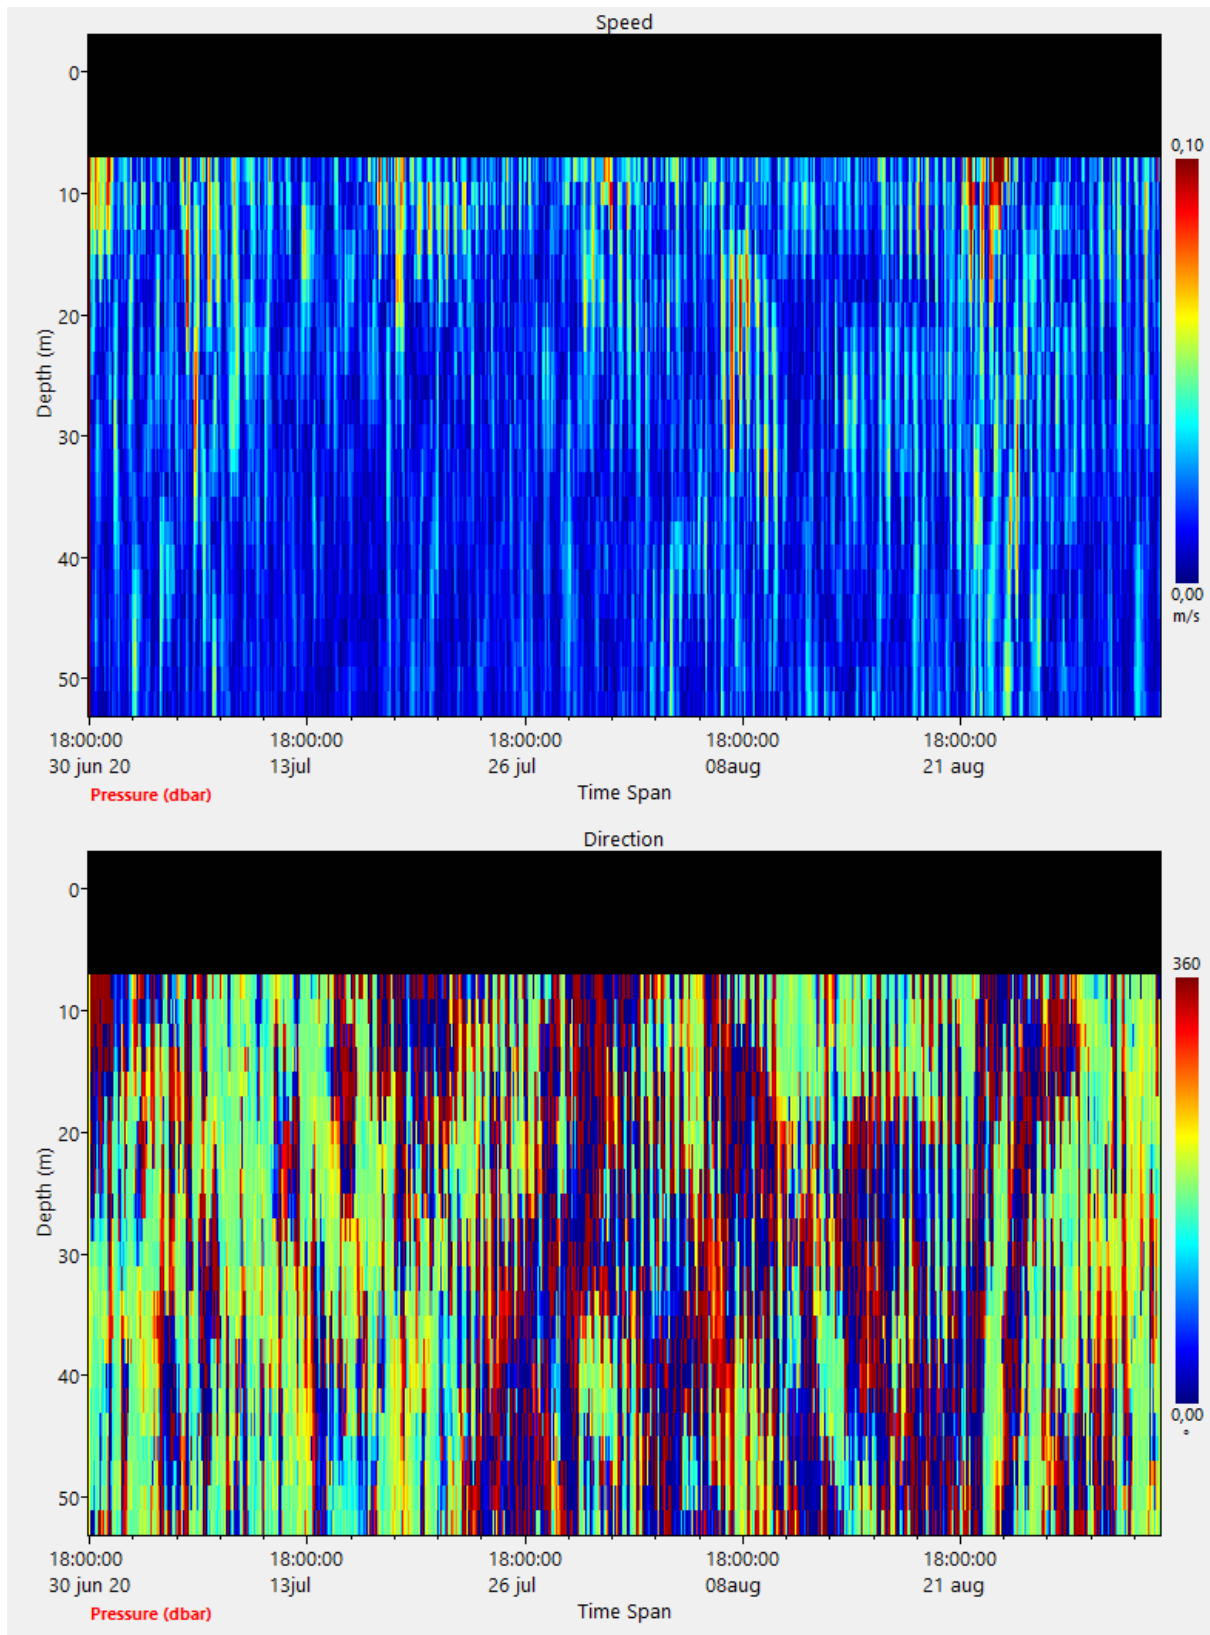 Speed
0
10
20
30
40
50
Depth (m)
0,10
0,00
m/s
18:00:00 18:00:00 18:00:00 18:00:00 18:00:00
30 jun 20 13jul 26 jul 08aug 21 aug
Pressure (dbar) Time Span
Direction
0
10
20
30
40
50
Depth (m)
360
0,00
°
18:00:00 18:00:00 18:00:00 18:00:00 18:00:00
30 jun 20 13jul 26 jul 08aug 21 aug
Pressure (dbar) Time Span